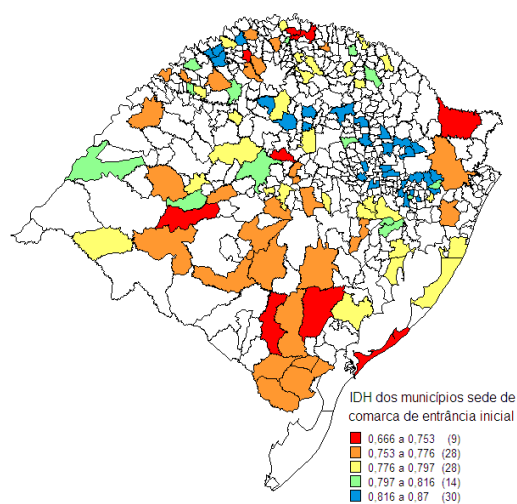 IDH dos municípios sede de
comarca de entrância inicial
0,666 a 0,753 (9)
0,753 a 0,776 (28)
0,776 a 0,797 (28)
0,797 a 0,816 (14)
0,816 a 0,87 (30)